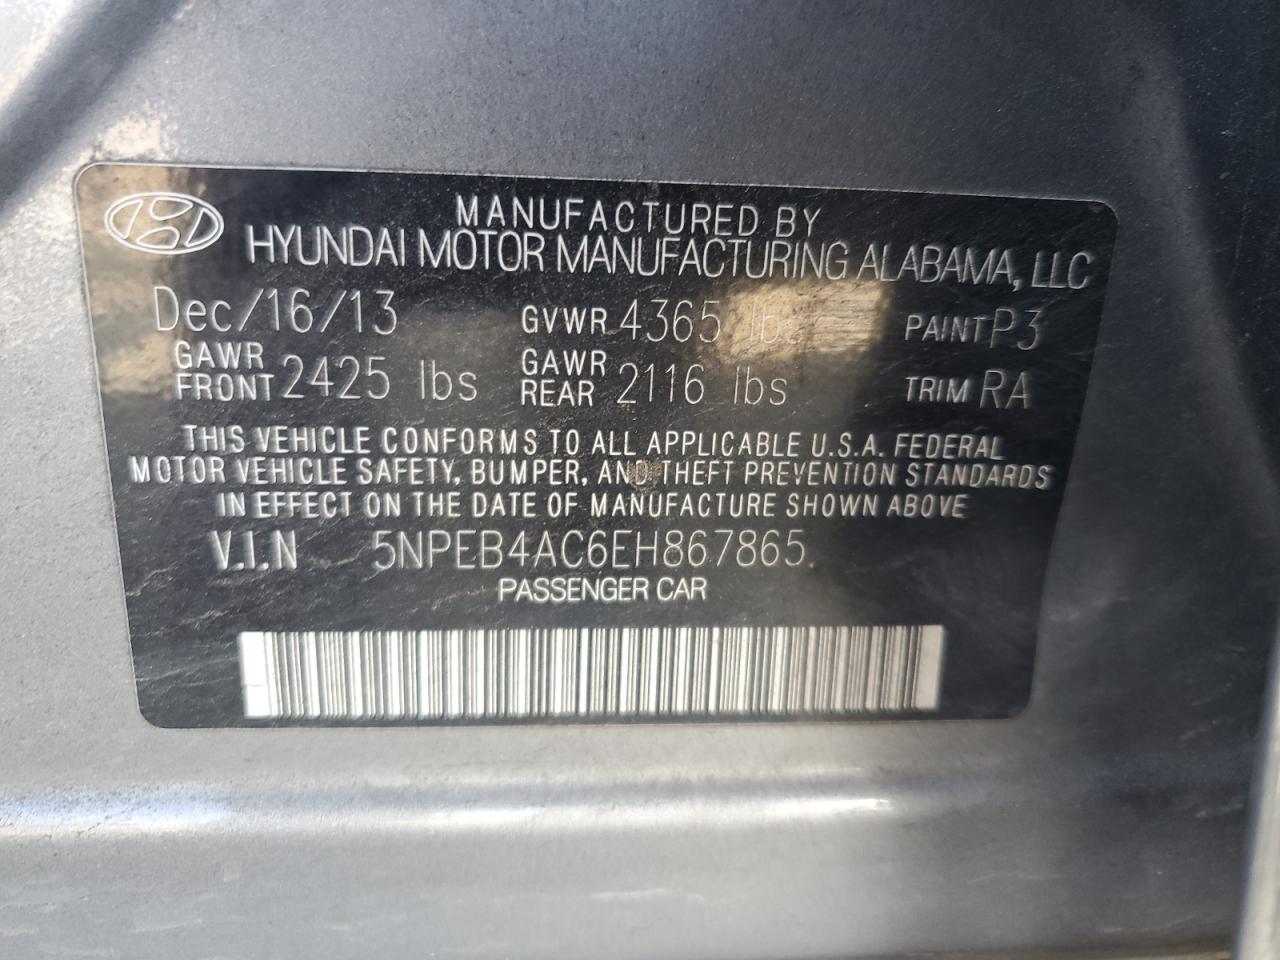 MANUFACTURED BY
HYUNDAI MOTOR MANUFACTURING ALABAMA, LLC
Dec/16/13 GVWR 4365 lbs PAINT P3
GAWR FRONT 2425 lbs GAWR REAR 2116 lbs TRIM RA
THIS VEHICLE CONFORMS TO ALL APPLICABLE U.S.A. FEDERAL
MOTOR VEHICLE SAFETY, BUMPER, AND THEFT PREVENTION STANDARDS
IN EFFECT ON THE DATE OF MANUFACTURE SHOWN ABOVE
V.I.N 5NPEB4AC6EH867865
PASSENGER CAR